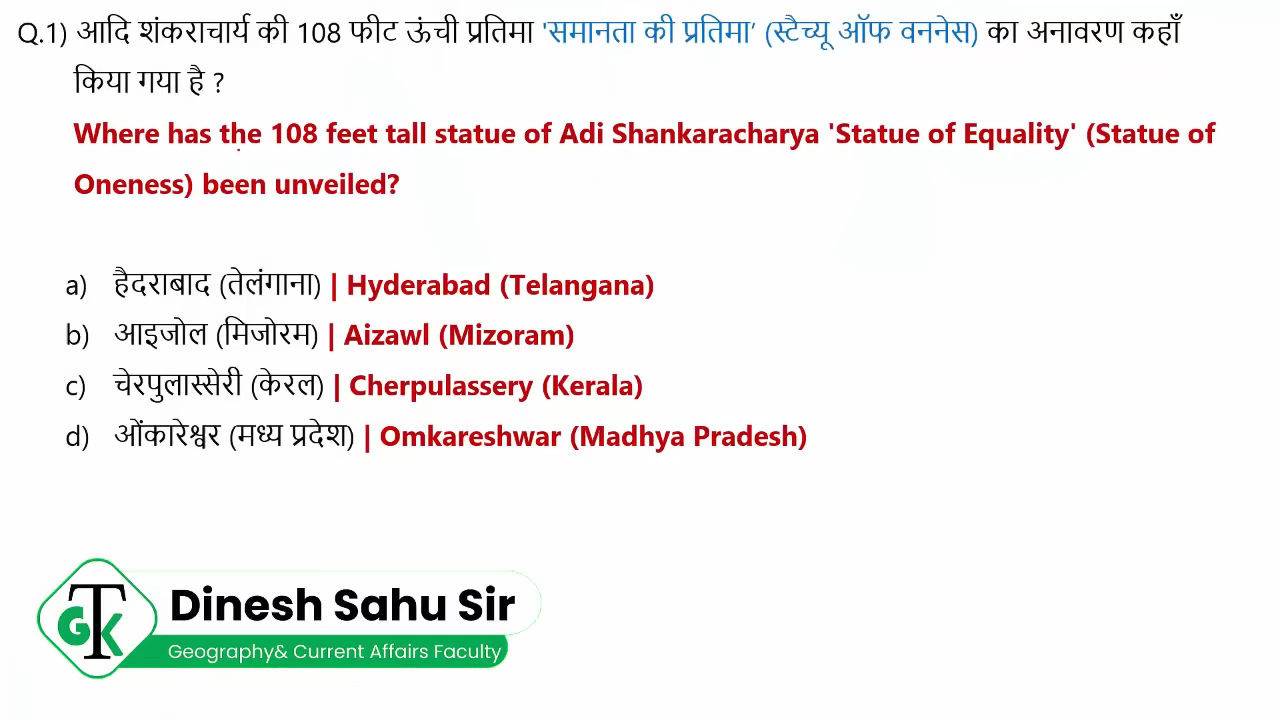 Q.1) आदि शंकराचार्य की 108 फीट ऊंची प्रतिमा 'समानता की प्रतिमा’ (स्टैच्यू ऑफ वननेस) का अनावरण कहाँ
किया गया है ?
Where has the 108 feet tall statue of Adi Shankaracharya 'Statue of Equality' (Statue of
Oneness) been unveiled?
a) हैदराबाद (तेलंगाना) | Hyderabad (Telangana)
b) आइजोल (मिजोरम) | Aizawl (Mizoram)
c) चेरपुलास्सेरी (केरल) | Cherpulassery (Kerala)
d) ओंकारेश्वर (मध्य प्रदेश) | Omkareshwar (Madhya Pradesh)
GTK
Dinesh Sahu Sir
Geography& Current Affairs Faculty